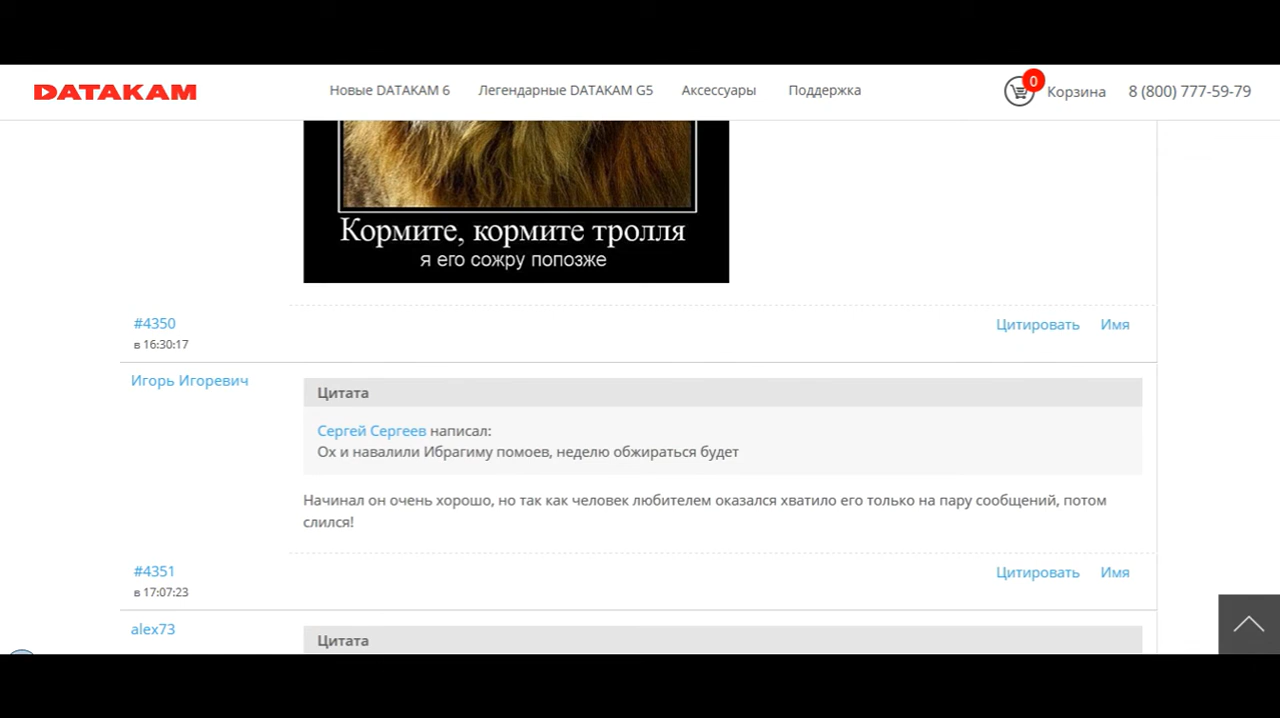 DATAKAM
Новые DATAKAM 6 Легендарные DATAKAM G5 Аксессуары Поддержка 0 Корзина 8 (800) 777-59-79
Кормите, кормите тролля
я его сожру попозже
#4350 Цитировать Имя
в 16:30:17
Игорь Игоревич
Цитата
Сергей Сергеев написал:
Ох и навалили Ибрагиму помоев, неделю обжираться будет
Начинал он очень хорошо, но так как человек любителем оказался хватило его только на пару сообщений, потом
слился!
#4351 Цитировать Имя
в 17:07:23
alex73
Цитата